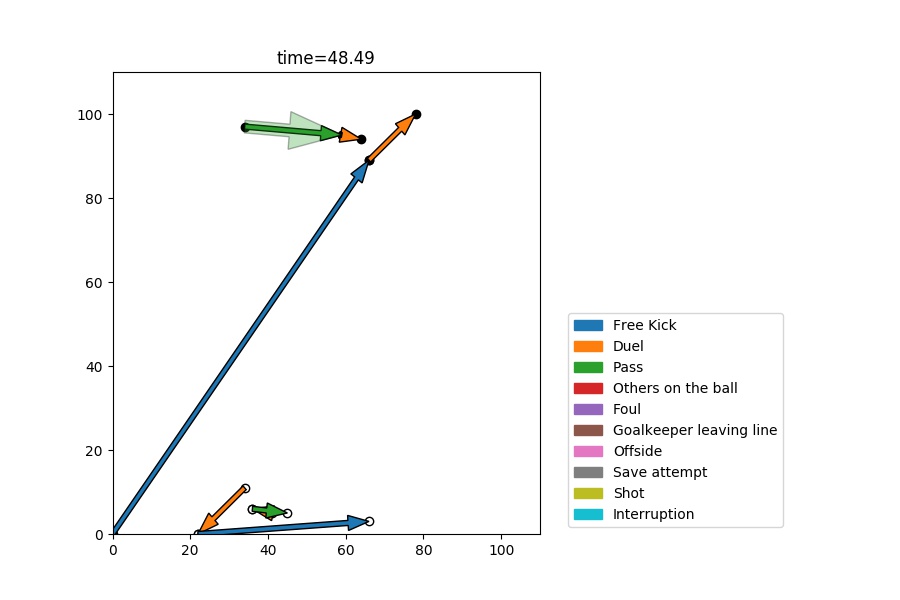 time=48.49
100
80
60
40
20
0
0 20 40 60 80 100
Free Kick
Duel
Pass
Others on the ball
Foul
Goalkeeper leaving line
Offside
Save attempt
Shot
Interruption